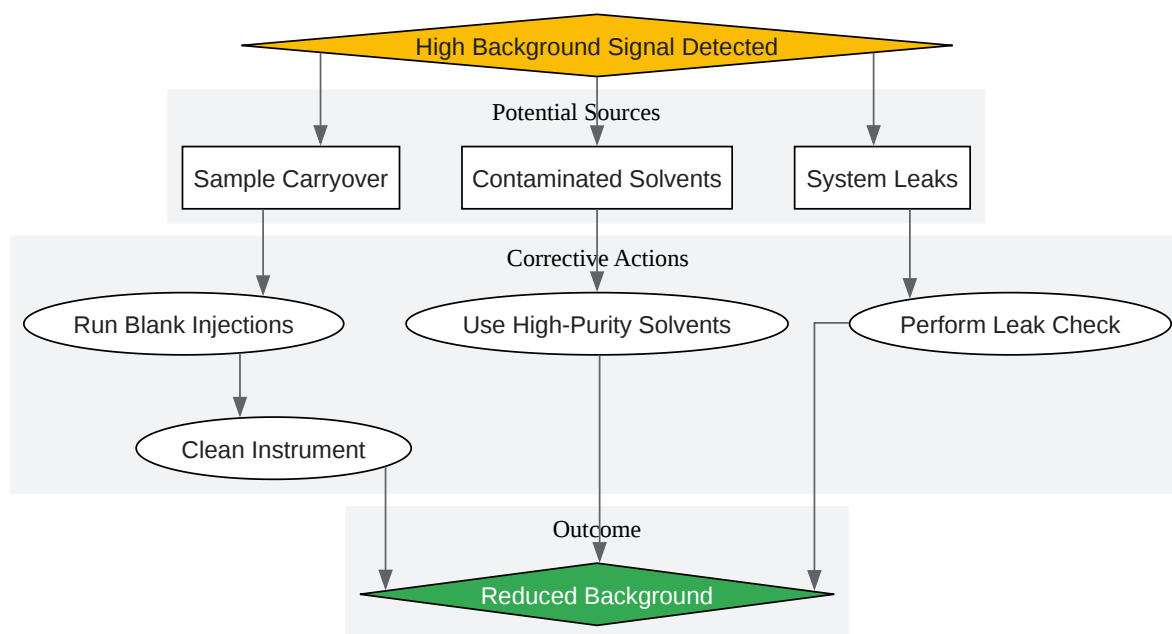 High Background Signal Detected
Potential Sources
Sample Carryover
Contaminated Solvents
System Leaks
Corrective Actions
Run Blank Injections
Use High-Purity Solvents
Perform Leak Check
Clean Instrument
Outcome
Reduced Background